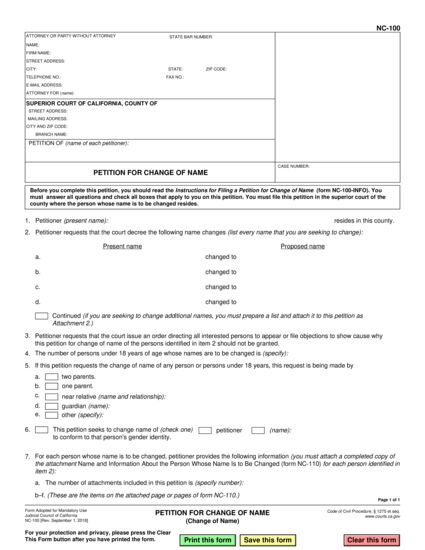 NC-100
ATTORNEY OR PARTY WITHOUT ATTORNEY STATE BAR NUMBER:
NAME:
FIRM NAME:
STREET ADDRESS:
CITY: STATE: ZIP CODE:
TELEPHONE NO.: FAX NO.:
E-MAIL ADDRESS:
ATTORNEY FOR (name):
SUPERIOR COURT OF CALIFORNIA, COUNTY OF
STREET ADDRESS:
MAILING ADDRESS:
CITY AND ZIP CODE:
BRANCH NAME:
PETITION OF (name of each petitioner):
PETITION FOR CHANGE OF NAME
CASE NUMBER:
Before you complete this petition, you should read the Instructions for Filing a Petition for Change of Name (form NC-100-INFO). You
must answer all questions and check all boxes that apply to you on this petition. You must file this petition in the superior court of the
county where the person whose name is to be changed resides.
1. Petitioner (present name): resides in this county.
2. Petitioner requests that the court decree the following name changes (list every name that you are seeking to change):
Present name Proposed name
a. changed to
b. changed to
c. changed to
d. changed to
Continued (if you are seeking to change additional names, you must prepare a list and attach it to this petition as
Attachment 2.)
3. Petitioner requests that the court issue an order directing all interested persons to appear or file objections to show cause why
this petition for change of name of the persons identified in item 2 should not be granted.
4. The number of persons under 18 years of age whose names are to be changed is (specify):
5. If this petition requests the change of name of any person or persons under 18 years, this request is being made by
a. two parents.
b. one parent.
c. near relative (name and relationship):
d. guardian (name):
e. other (specify):
6. This petition seeks to change name of (check one) petitioner (name):
to conform to that person's gender identity.
7. For each person whose name is to be changed, petitioner provides the following information (you must attach a completed copy of
the attachment Name and Information About the Person Whose Name Is to Be Changed (form NC-110) for each person identified in
item 2):
a. The number of attachments included in this petition is (specify number):
b–f. (These are the items on the attached page or pages of form NC-110.)
Page 1 of 1
Form Adopted for Mandatory Use
Judicial Council of California
NC-100 [Rev. September 1, 2018]
PETITION FOR CHANGE OF NAME
(Change of Name)
Code of Civil Procedure, § 1275 et seq.
www.courts.ca.gov
For your protection and privacy, please press the Clear
This Form button after you have printed the form.
Print this form Save this form Clear this form